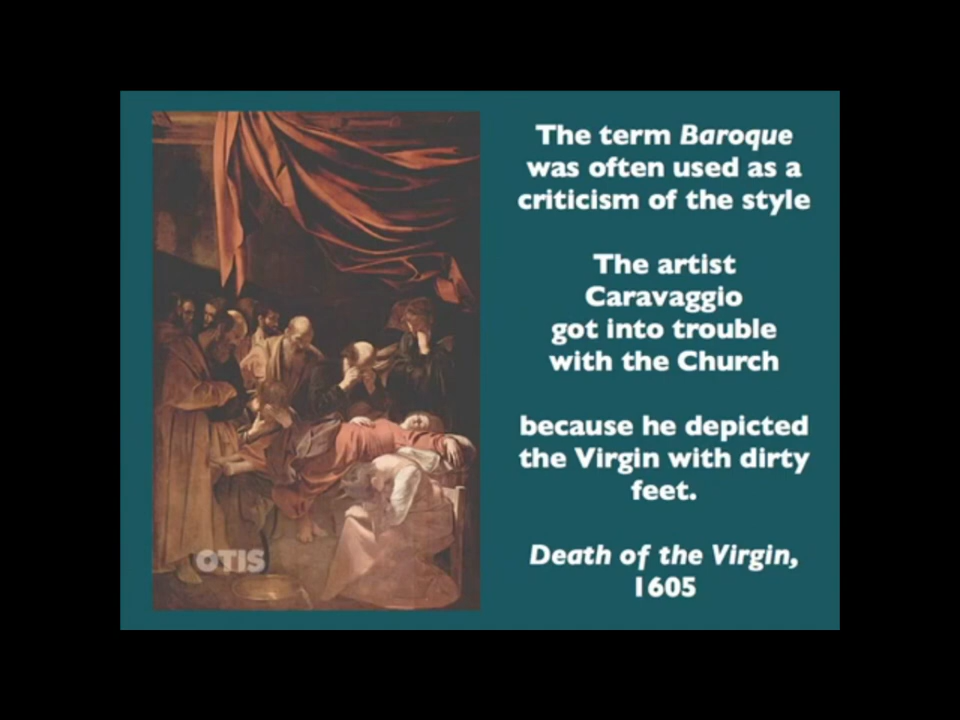 The term Baroque
was often used as a
criticism of the style
The artist
Caravaggio
got into trouble
with the Church
because he depicted
the Virgin with dirty
feet.
Death of the Virgin,
1605
OTIS